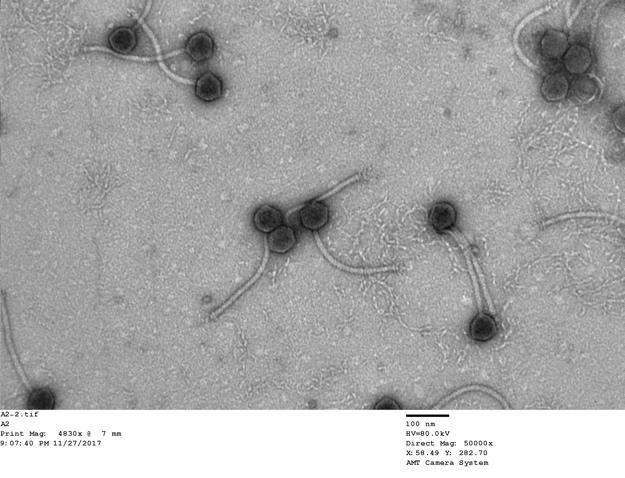 A2-2.tif
A2
Print Mag: 4830x @ 7 mm
9:07:40 PM 11/27/2017
100 nm
HV=80.0kV
Direct Mag: 50000x
X: 58.49 Y: 282.70
AMT Camera System